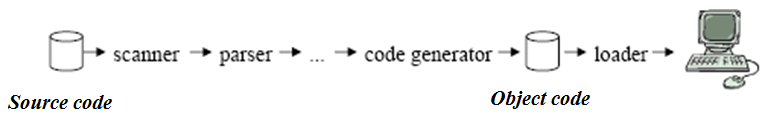 scanner parser ... code generator loader
Source code Object code